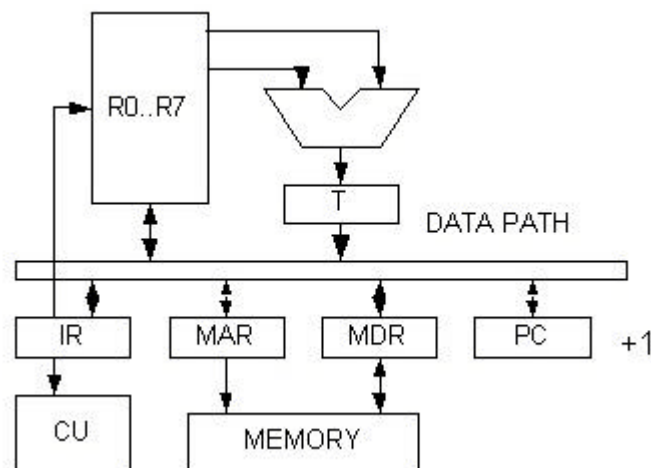 R0..R7
T
DATA PATH
IR
MAR
MDR
PC
+1
CU
MEMORY